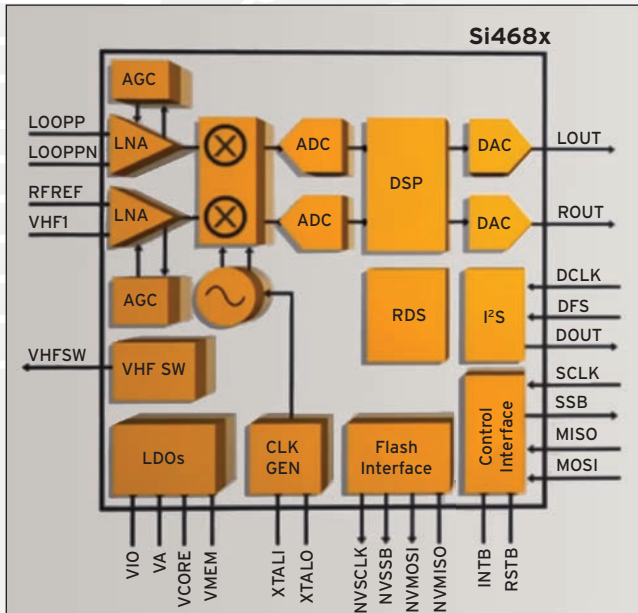 Si468x
AGC
LOOPP
LNA
LOOPPN
ADC
DAC
LOUT
DSP
RFREF
LNA
VHF1
ADC
DAC
ROUT
AGC
RDS
I²S
DCLK
DFS
DOUT
VHFSW
VHF SW
SCLK
SSB
MISO
MOSI
Control
Interface
LDOs
CLK
GEN
Flash
Interface
VIO
VA
VCORE
VMEM
XTALI
XTALO
NVSCLK
NVSSB
NVMOSI
NVMISO
INTB
RSTB